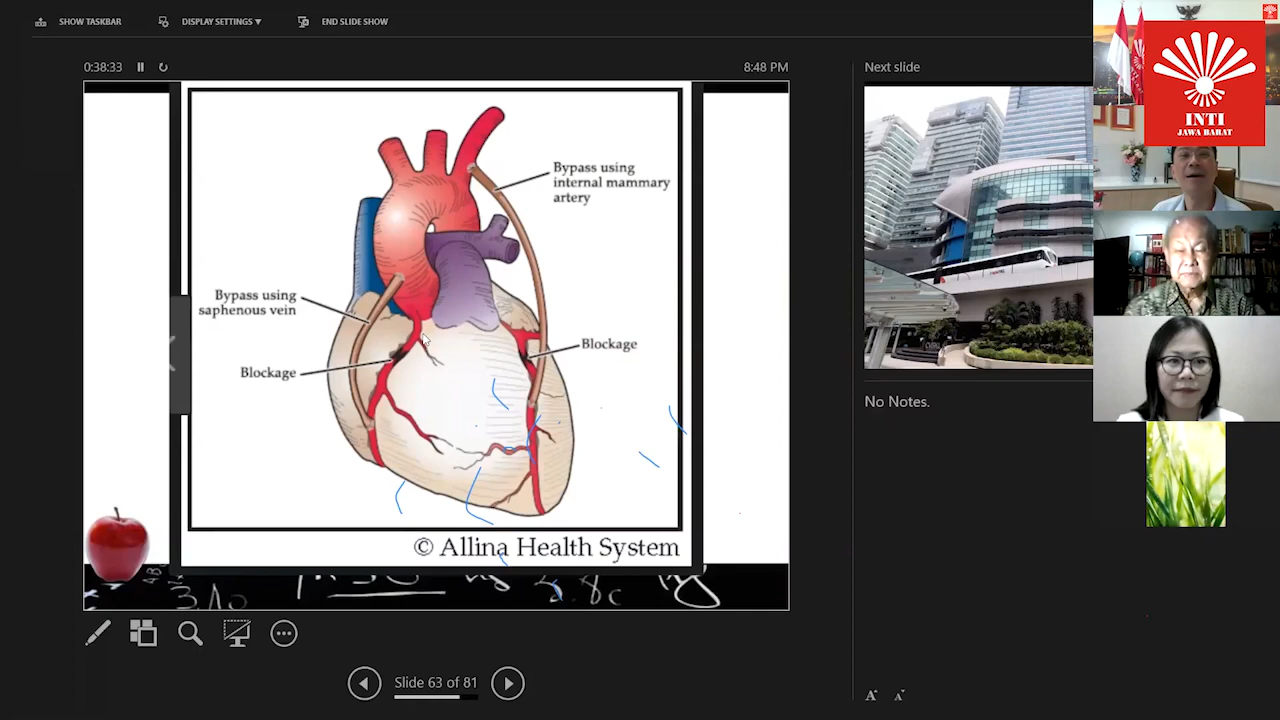 SHOW TASKBAR
DISPLAY SETTINGS ▼
END SLIDE SHOW
0:38:33
8:48 PM
Next slide
INTI
JAWA BARAT
Bypass using
internal mammary
artery
Bypass using
saphenous vein
Blockage
Blockage
© Allina Health System
No Notes.
Slide 63 of 81
A A